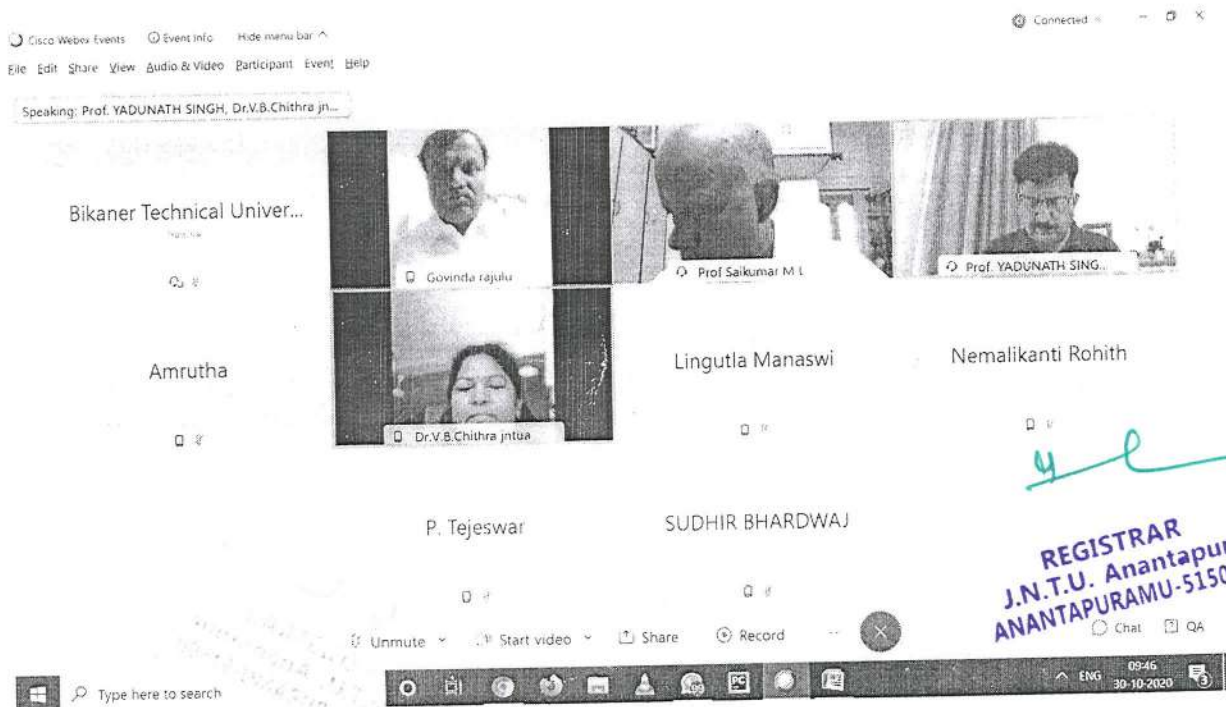 Connected
Cisco Webex Events Event Info Hide menu bar
File Edit Share View Audio & Video Participant Event Help
Speaking: Prof. YADUNATH SINGH, Dr.V.B.Chithra jn...
Bikaner Technical Univer...
Govinda rajulu
Prof Saikumar M L
Prof. YADUNATH SING...
Amrutha
Dr.V.B.Chithra jntua
Lingutla Manaswi
Nemalikanti Rohith
P. Tejeswar
SUDHIR BHARDWAJ
REGISTRAR
J.N.T.U. Anantapur
ANANTAPURAMU-5150
Unmute Start video Share Record ... Chat QA
Type here to search
PC
ENG 09:46
30-10-2020 3